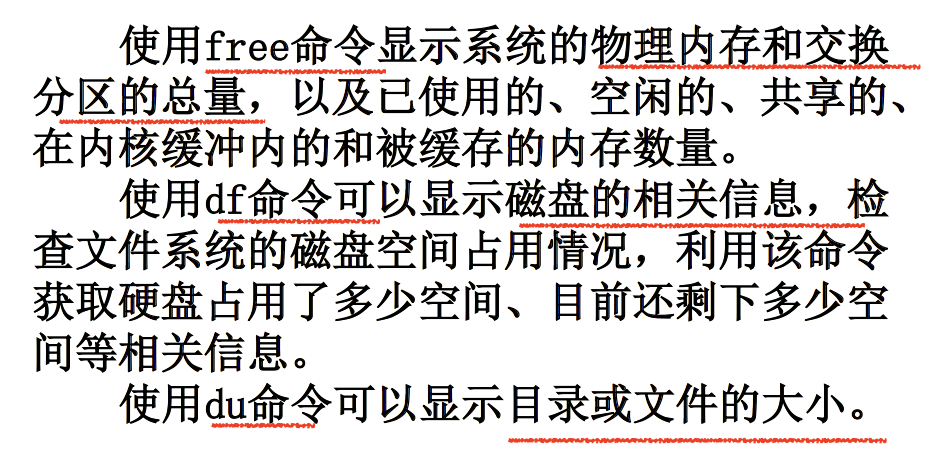 使用free命令显示系统的物理内存和交换
分区的总量，以及已使用的、空闲的、共享的、
在内核缓冲内的和被缓存的内存数量。
使用df命令可以显示磁盘的相关信息，检
查文件系统的磁盘空间占用情况，利用该命令
获取硬盘占用了多少空间、目前还剩下多少空
间等相关信息。
使用du命令可以显示目录或文件的大小。